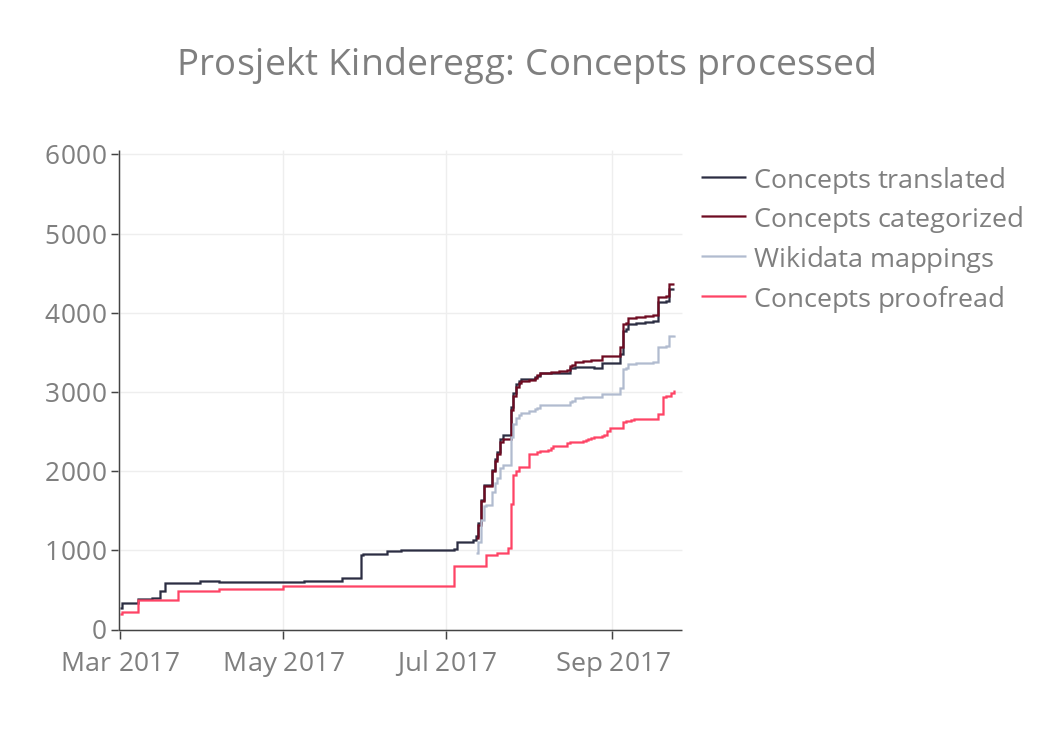 Prosjekt Kinderegg: Concepts processed
6000
5000
4000
3000
2000
1000
0
Mar 2017
May 2017
Jul 2017
Sep 2017
Concepts translated
Concepts categorized
Wikidata mappings
Concepts proofread